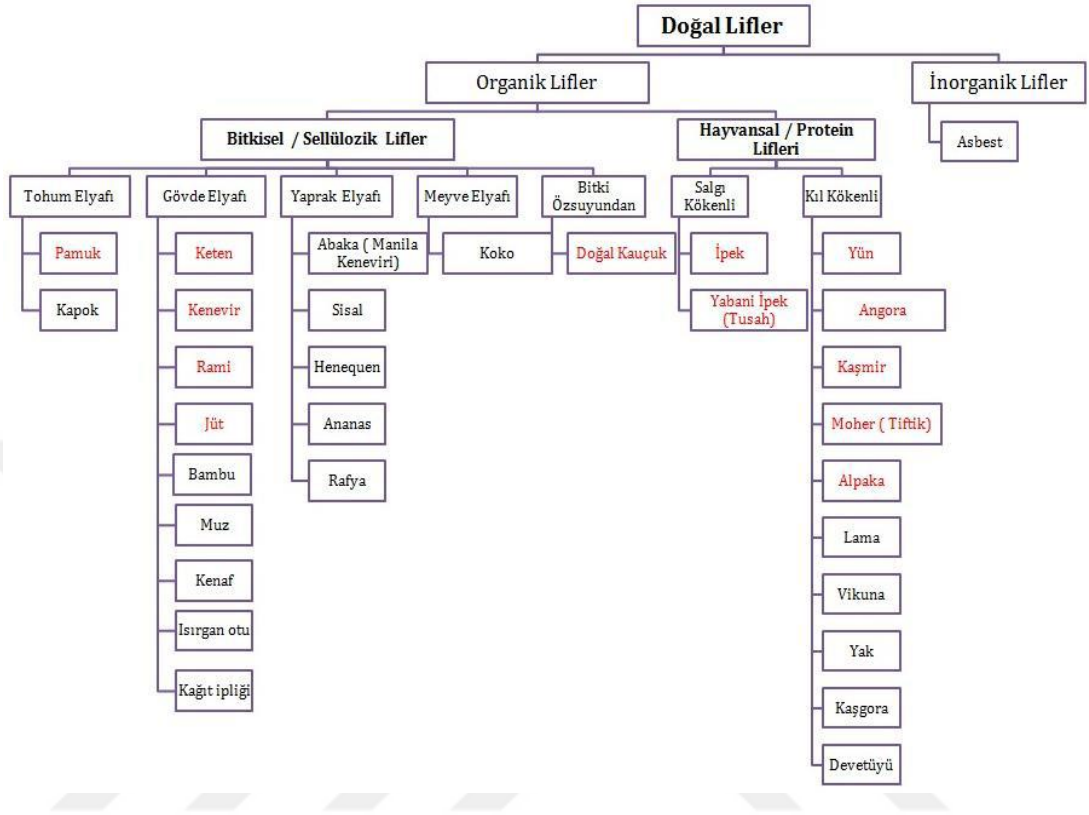 Doğal Lifler
Organik Lifler
İnorganik Lifler
Asbest
Bitkisel / Sellülozik Lifler
Hayvansal / Protein
Lifleri
Tohum Elyafı
Pamuk
Kapok
Gövde Elyafı
Keten
Kenevir
Rami
Jüt
Bambu
Muz
Kenaf
Isırgan otu
Kağıt ipliği
Yaprak Elyafı
Abaka ( Manila
Keneviri)
Sisal
Henequen
Ananas
Rafya
Meyve Elyafı
Koko
Bitki
Özsuyundan
Doğal Kauçuk
Salgı
Kökenli
İpek
Yabani İpek
(Tusah)
Kıl Kökenli
Yün
Angora
Kaşmir
Moher ( Tiftik)
Alpaka
Lama
Vikuna
Yak
Kaşgora
Devetüyü